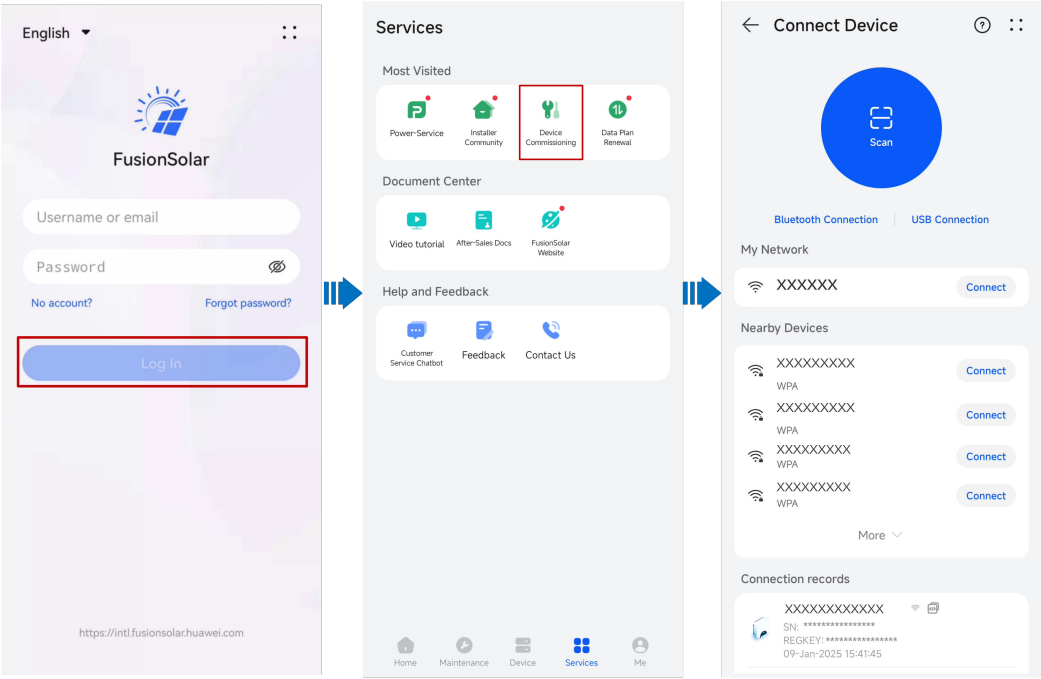 English
FusionSolar
Username or email
Password
No account? Forgot password?
Log In
https://intl.fusionsolar.huawei.com
Services
Most Visited
Power-Service
Installer
Community
Device
Commissioning
Data Plan
Renewal
Document Center
Video tutorial
After-Sales Docs
FusionSolar
Website
Help and Feedback
Customer
Service Chatbot
Feedback
Contact Us
Home Maintenance Device Services Me
Connect Device
Scan
Bluetooth Connection USB Connection
My Network
XXXXXX Connect
Nearby Devices
XXXXXXXXX Connect
WPA
XXXXXXXXX Connect
WPA
XXXXXXXXX Connect
WPA
XXXXXXXXX Connect
WPA
More
Connection records
XXXXXXXXXXXX
SN: ****************
REGKEY: ****************
09-Jan-2025 15:41:45